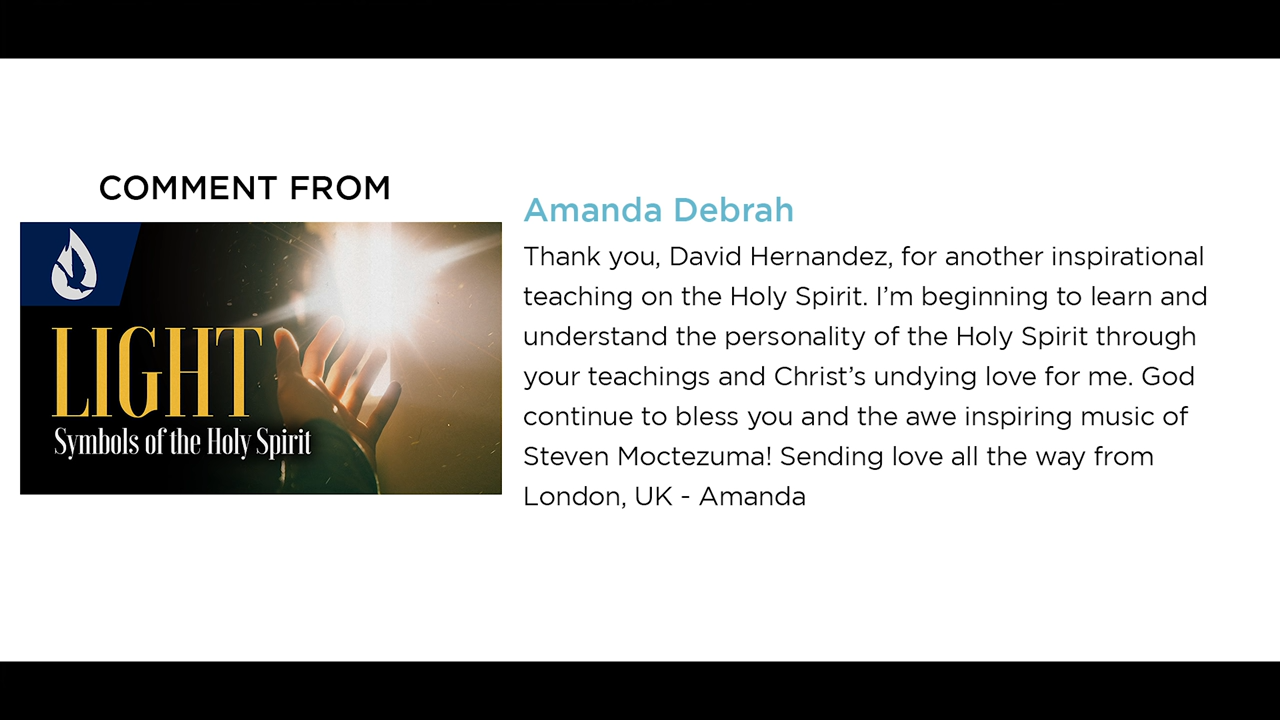 COMMENT FROM
LIGHT
Symbols of the Holy Spirit
Amanda Debrah
Thank you, David Hernandez, for another inspirational
teaching on the Holy Spirit. I’m beginning to learn and
understand the personality of the Holy Spirit through
your teachings and Christ’s undying love for me. God
continue to bless you and the awe inspiring music of
Steven Moctezuma! Sending love all the way from
London, UK - Amanda